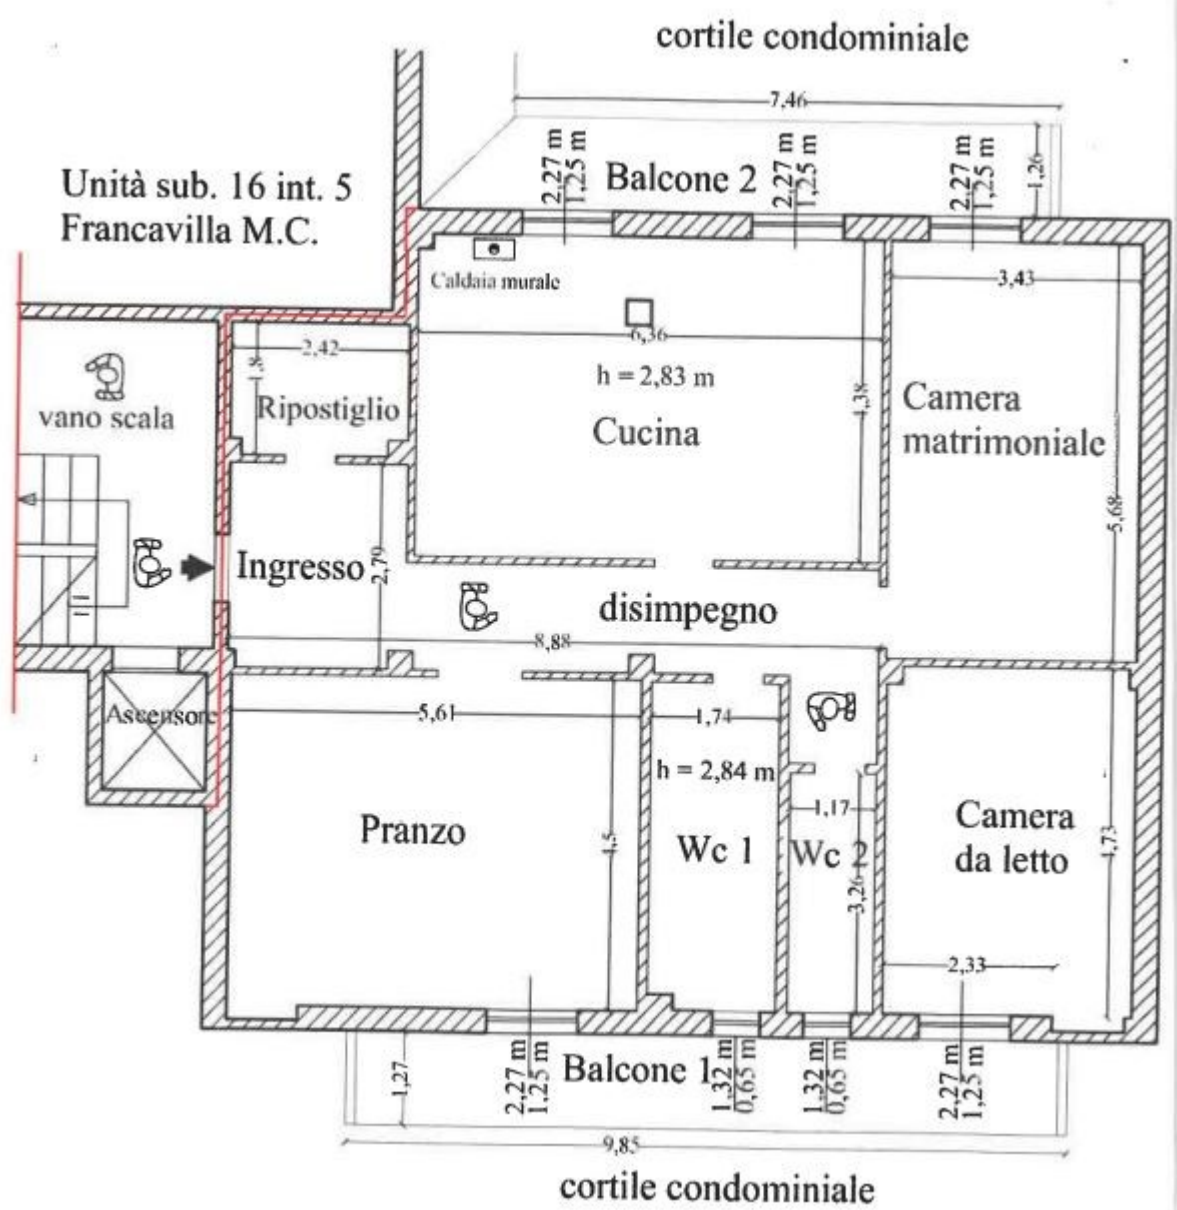 cortile condominiale
7,46
Unità sub. 16 int. 5
Francavilla M.C.
2,27 m
1,25 m
Balcone 2
2,27 m
1,25 m
2,27 m
1,25 m
1,26
Caldaia murale
3,43
6,36
2,42
1,8
h = 2,83 m
vano scala
Ripostiglio
Cucina
4,38
Camera
matrimoniale
5,68
Ingresso
2,79
disimpegno
8,88
Ascensore
5,61
1,74
h = 2,84 m
1,17
Pranzo
4,5
Wc 1
Wc 2
3,26
Camera
da letto
4,73
2,33
1,27
2,27 m
1,25 m
Balcone 1
1,32 m
0,65 m
1,32 m
0,65 m
2,27 m
1,25 m
9,85
cortile condominiale